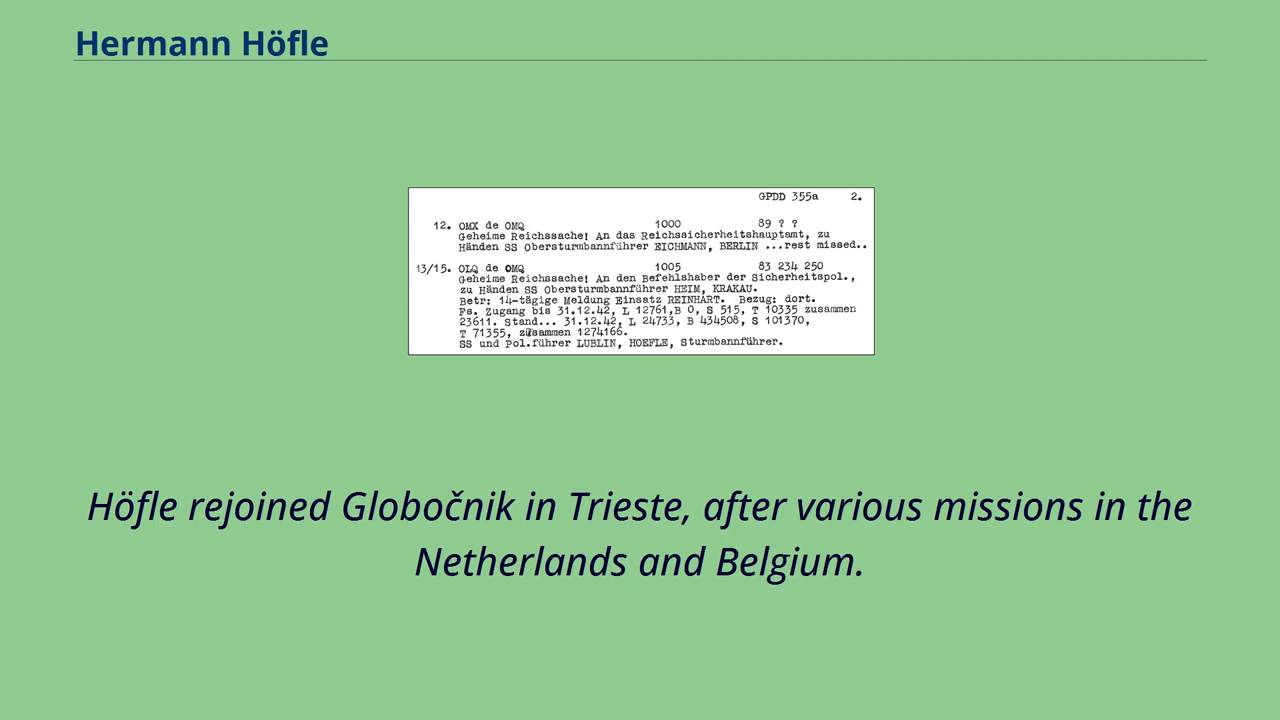 Hermann Höfle
GPDD 355a 2.
12. OMX de OMQ 1000 89 ? ?
Geheime Reichssache! An das Reichssicherheitshauptamt, zu
Händen SS Obersturmbannführer EICHMANN, BERLIN ...rest missed..
13/15. OLQ de OMQ 1005 83 234 250
Geheime Reichssache! An den Befehlshaber der Sicherheitspol.,
zu Händen SS Obersturmbannführer HEIM, KRAKAU.
Betr: 14-tägige Meldung Einsatz REINHART. Bezug: dort.
Fs. Zugang bis 31.12.42, L 12761,B 0, S 515, T 10335 zusammen
23611. Stand... 31.12.42, L 24733, B 434508, S 101370,
T 71355, zusammen 1274166.
SS und Pol.führer LUBLIN, HOEFLE, Sturmbannführer.
Höfle rejoined Globočnik in Trieste, after various missions in the
Netherlands and Belgium.